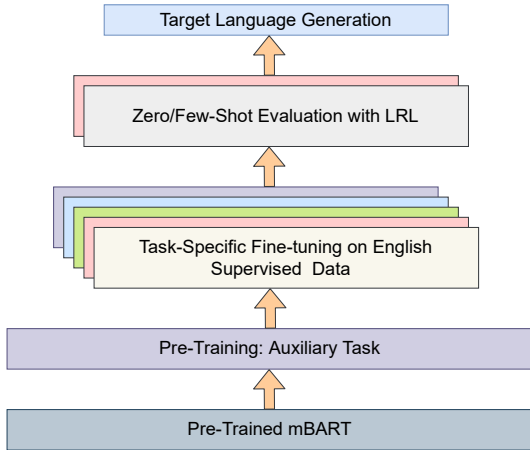 Target Language Generation
Zero/Few-Shot Evaluation with LRL
Task-Specific Fine-tuning on English
Supervised Data
Pre-Training: Auxiliary Task
Pre-Trained mBART